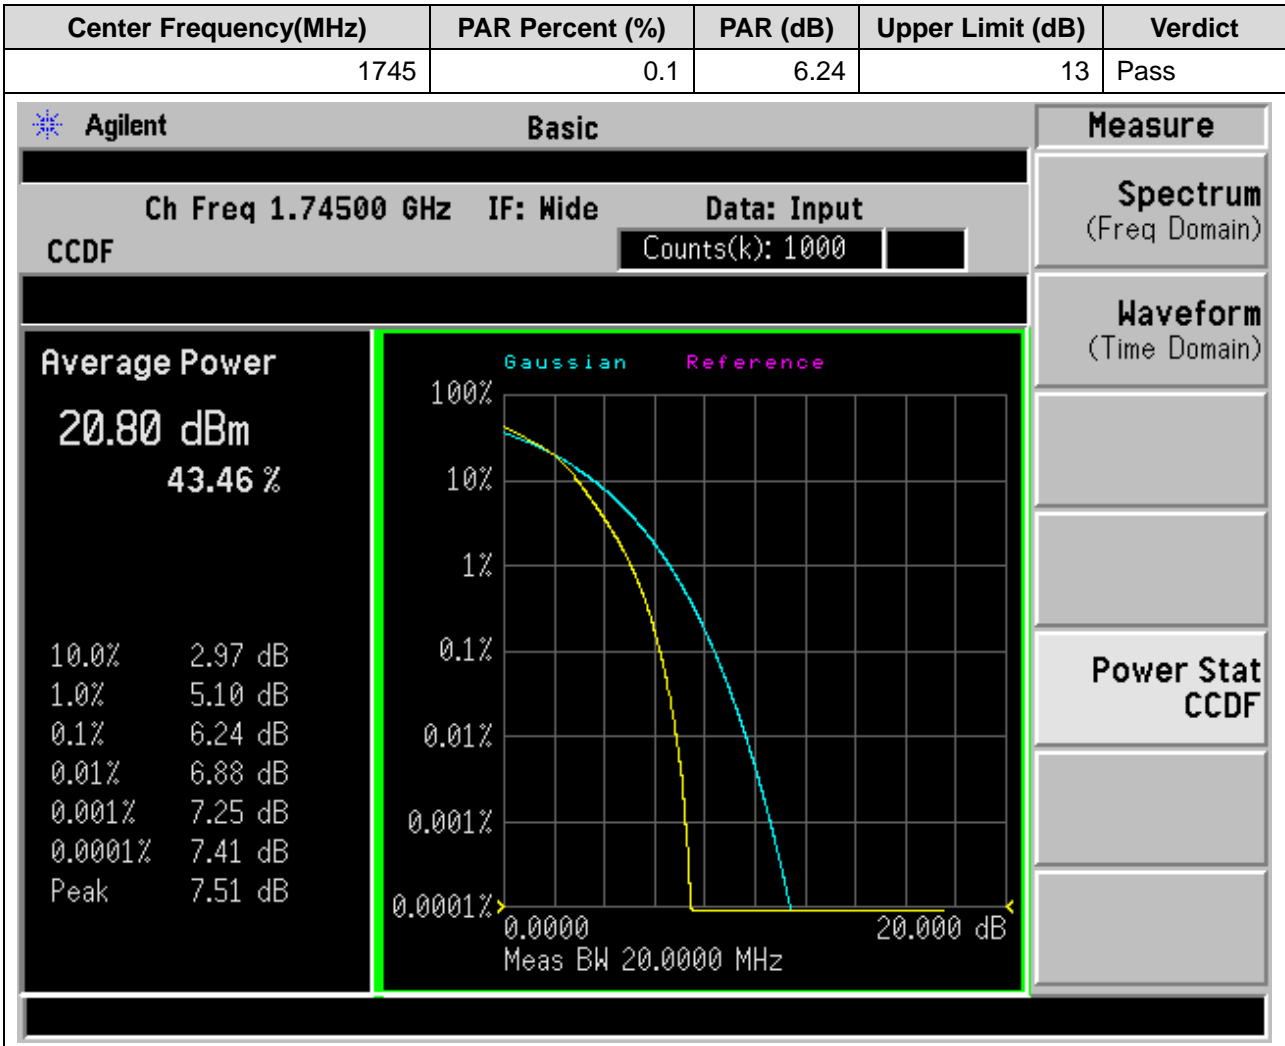 Center Frequency(MHz) PAR Percent (%) PAR (dB) Upper Limit (dB) Verdict
1745 0.1 6.24 13 Pass
Agilent Basic Measure
Ch Freq 1.74500 GHz IF: Wide Data: Input
CCDF Counts(k): 1000
Spectrum
(Freq Domain)
Waveform
(Time Domain)
Power Stat
CCDF
Average Power
20.80 dBm
43.46 %
10.0% 2.97 dB
1.0% 5.10 dB
0.1% 6.24 dB
0.01% 6.88 dB
0.001% 7.25 dB
0.0001% 7.41 dB
Peak 7.51 dB
Gaussian Reference
100%
10%
1%
0.1%
0.01%
0.001%
0.0001%
0.0000 20.000 dB
Meas BW 20.0000 MHz